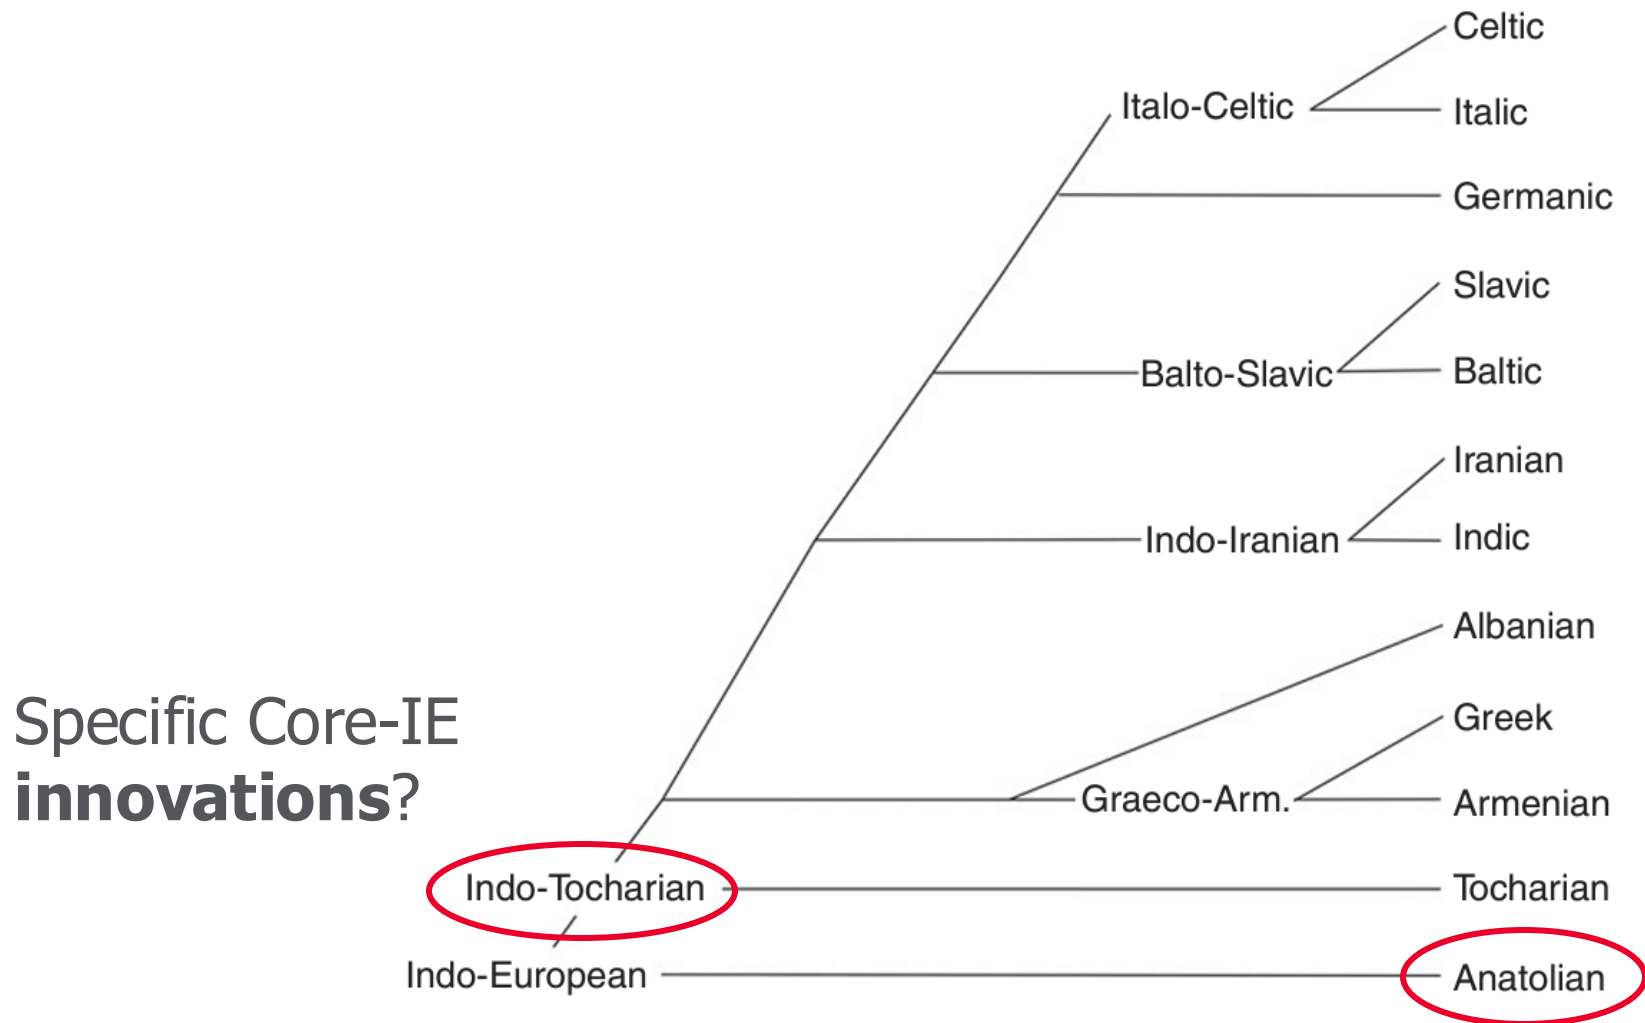 Celtic
Italo-Celtic
Italic
Germanic
Slavic
Balto-Slavic
Baltic
Iranian
Indo-Iranian
Indic
Albanian
Specific Core-IE
innovations?
Greek
Graeco-Arm.
Armenian
Indo-Tocharian
Tocharian
Indo-European
Anatolian